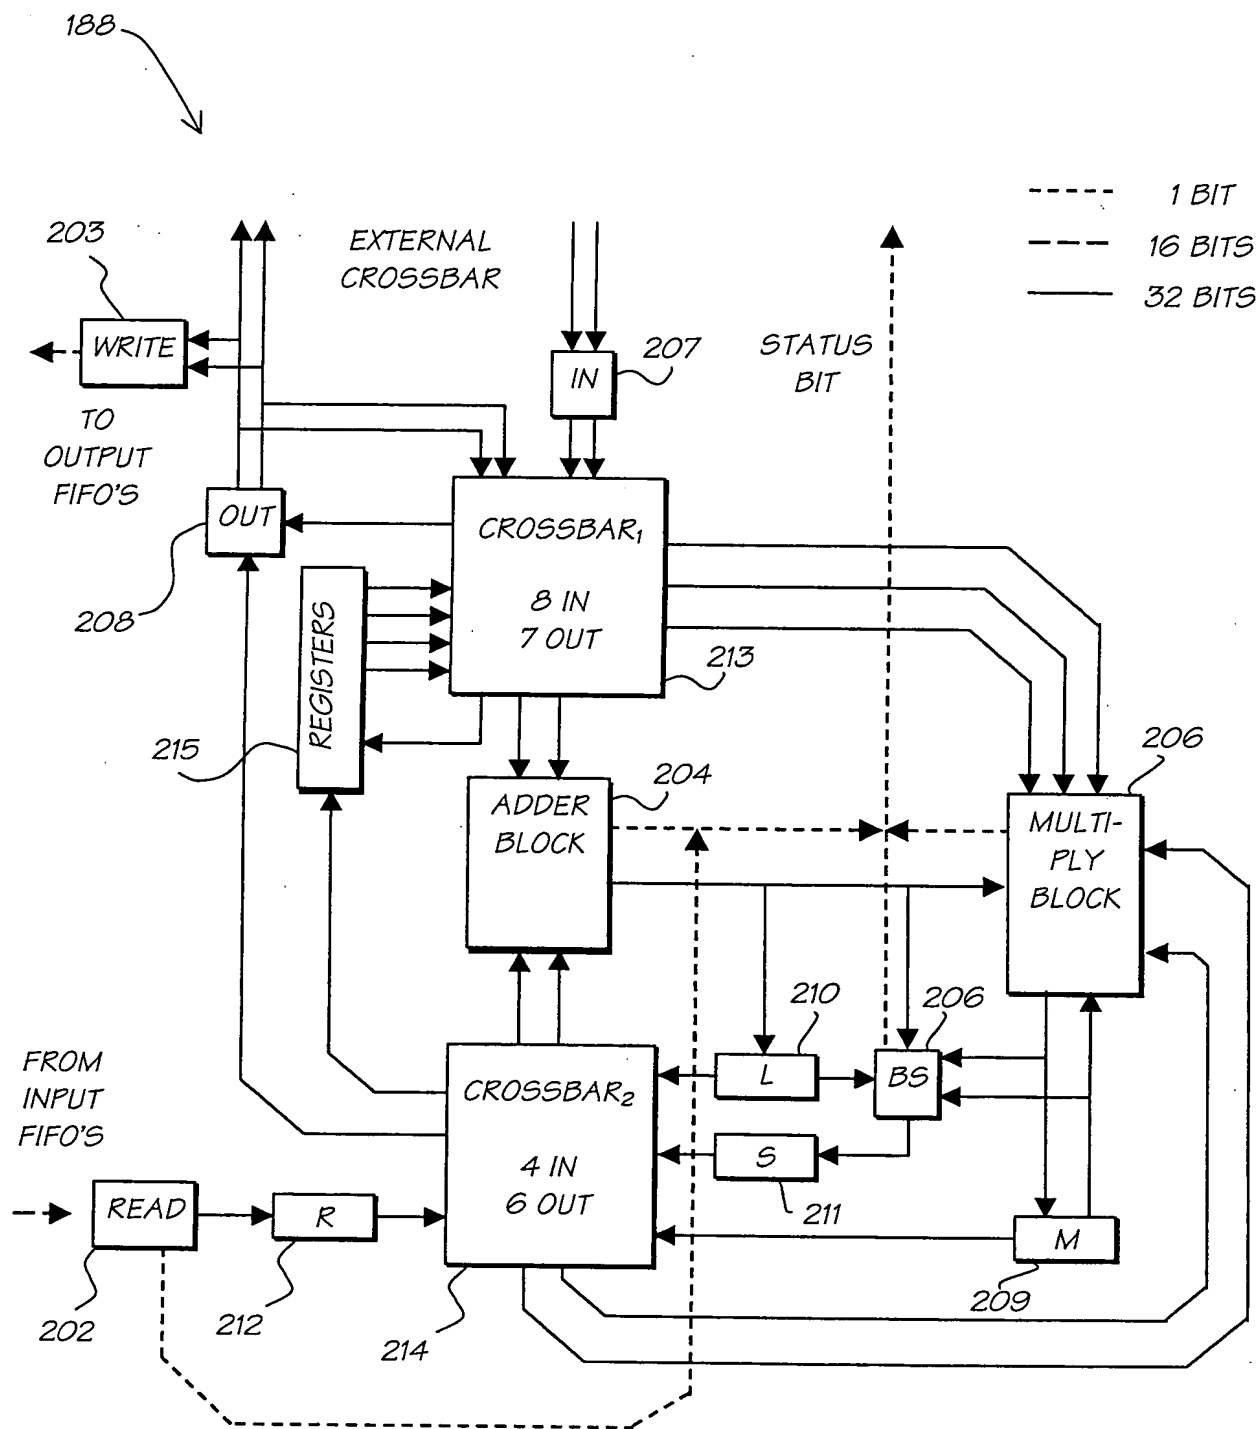 188
1 BIT
16 BITS
32 BITS
203
EXTERNAL
CROSSBAR
WRITE
IN
207
STATUS
BIT
TO
OUTPUT
FIFO'S
OUT
208
CROSSBAR1
8 IN
7 OUT
213
REGISTERS
215
204
ADDER
BLOCK
206
MULTI-
PLY
BLOCK
210
206
L
BS
FROM
INPUT
FIFO'S
CROSSBAR2
4 IN
6 OUT
S
211
READ
R
M
209
202
212
214